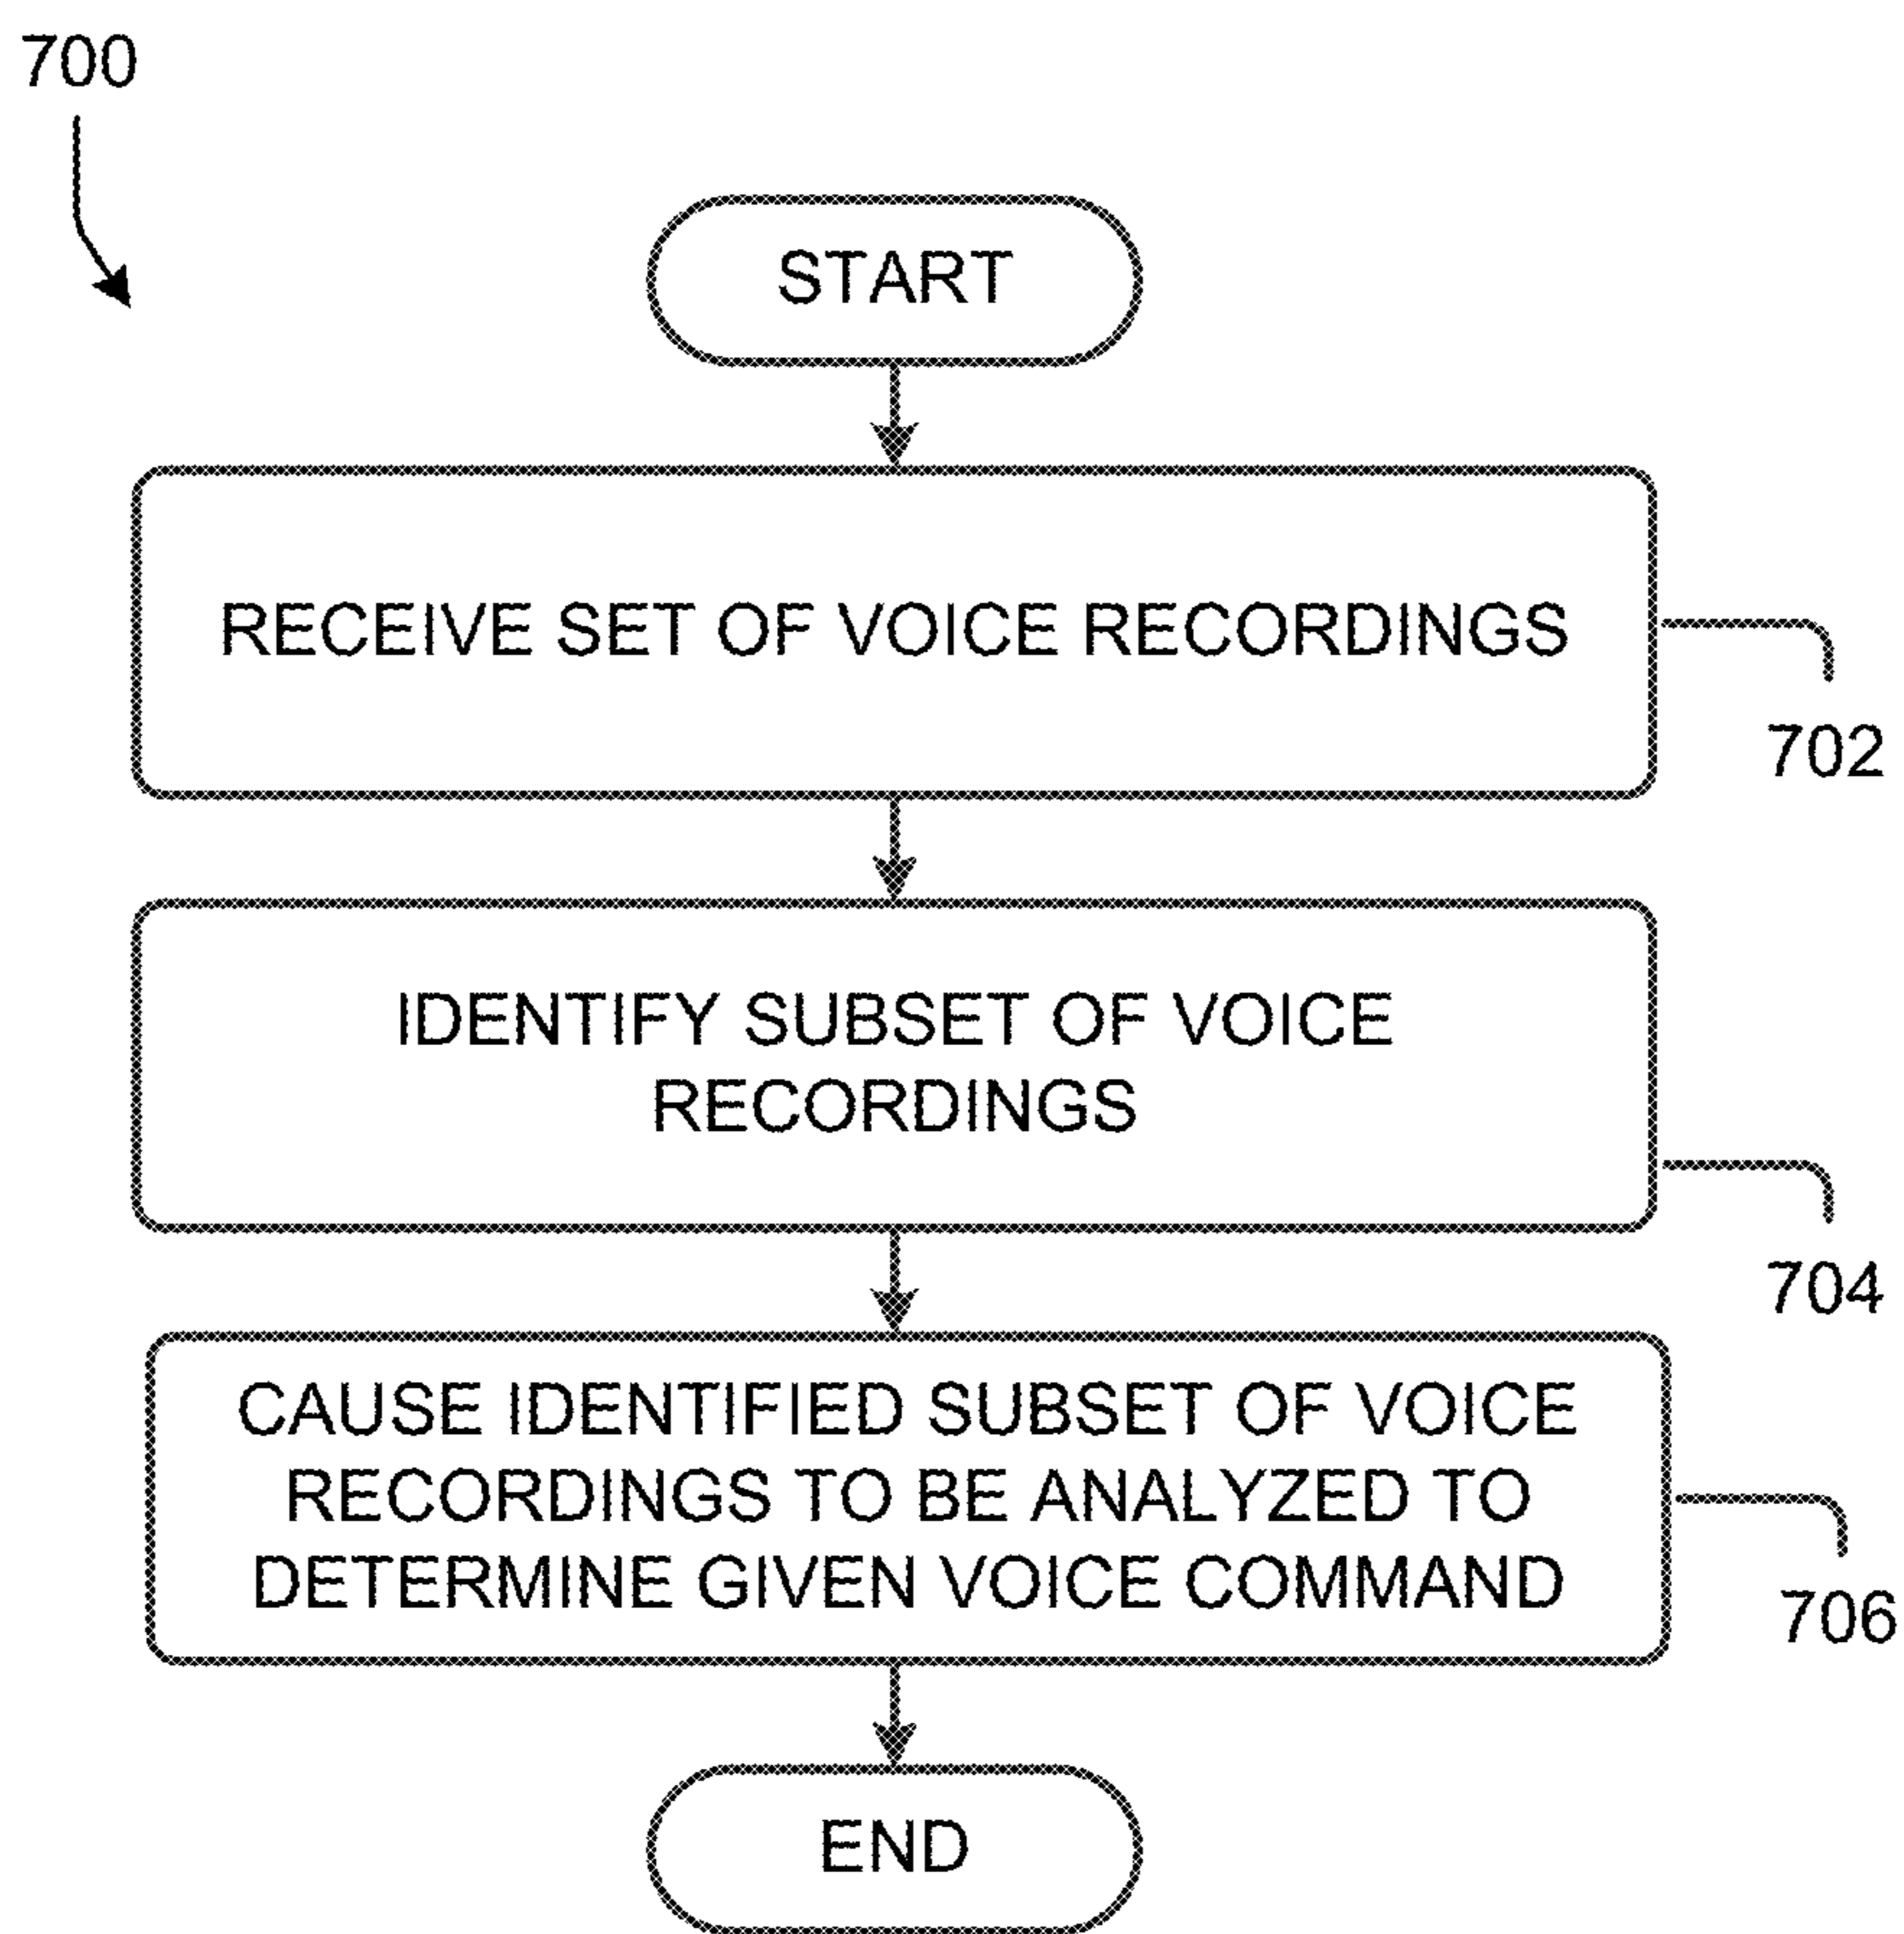 700
START
RECEIVE SET OF VOICE RECORDINGS
702
IDENTIFY SUBSET OF VOICE
RECORDINGS
704
CAUSE IDENTIFIED SUBSET OF VOICE
RECORDINGS TO BE ANALYZED TO
DETERMINE GIVEN VOICE COMMAND
706
END